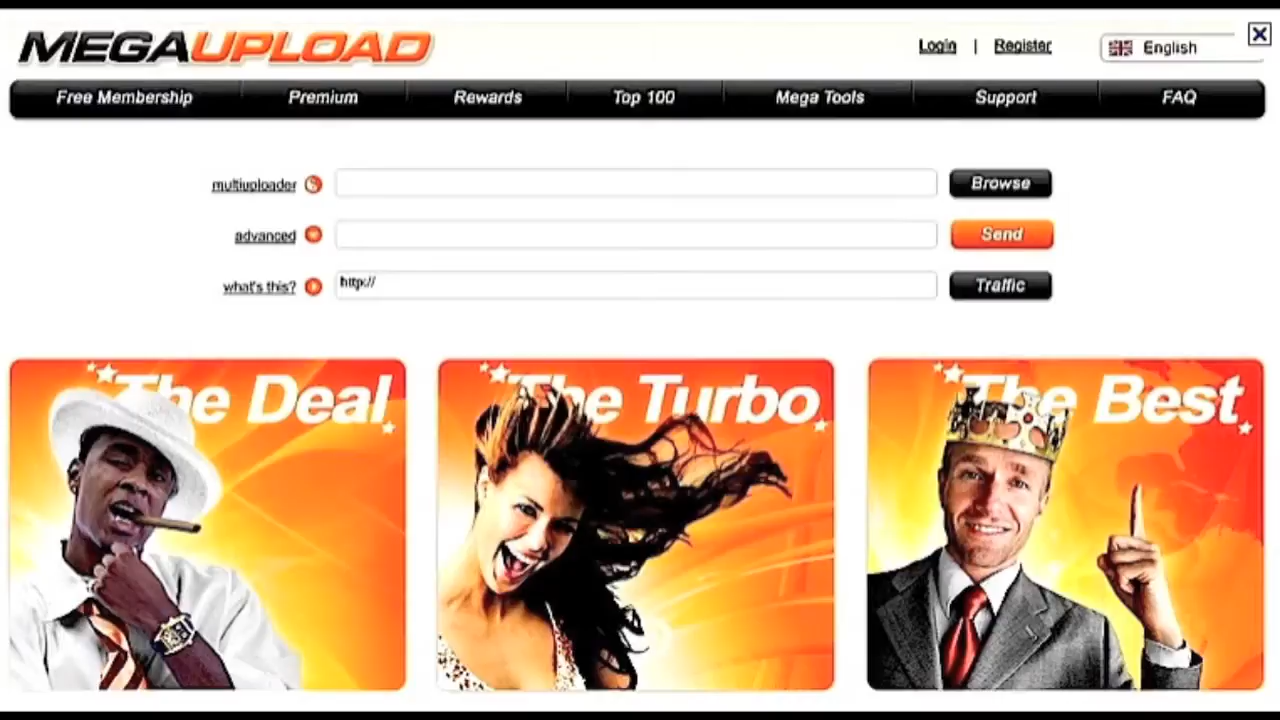 MEGAUPLOAD
Login | Register
English
Free Membership Premium Rewards Top 100 Mega Tools Support FAQ
multiuploader Browse
advanced Send
what's this? http:// Traffic
The Deal The Turbo The Best